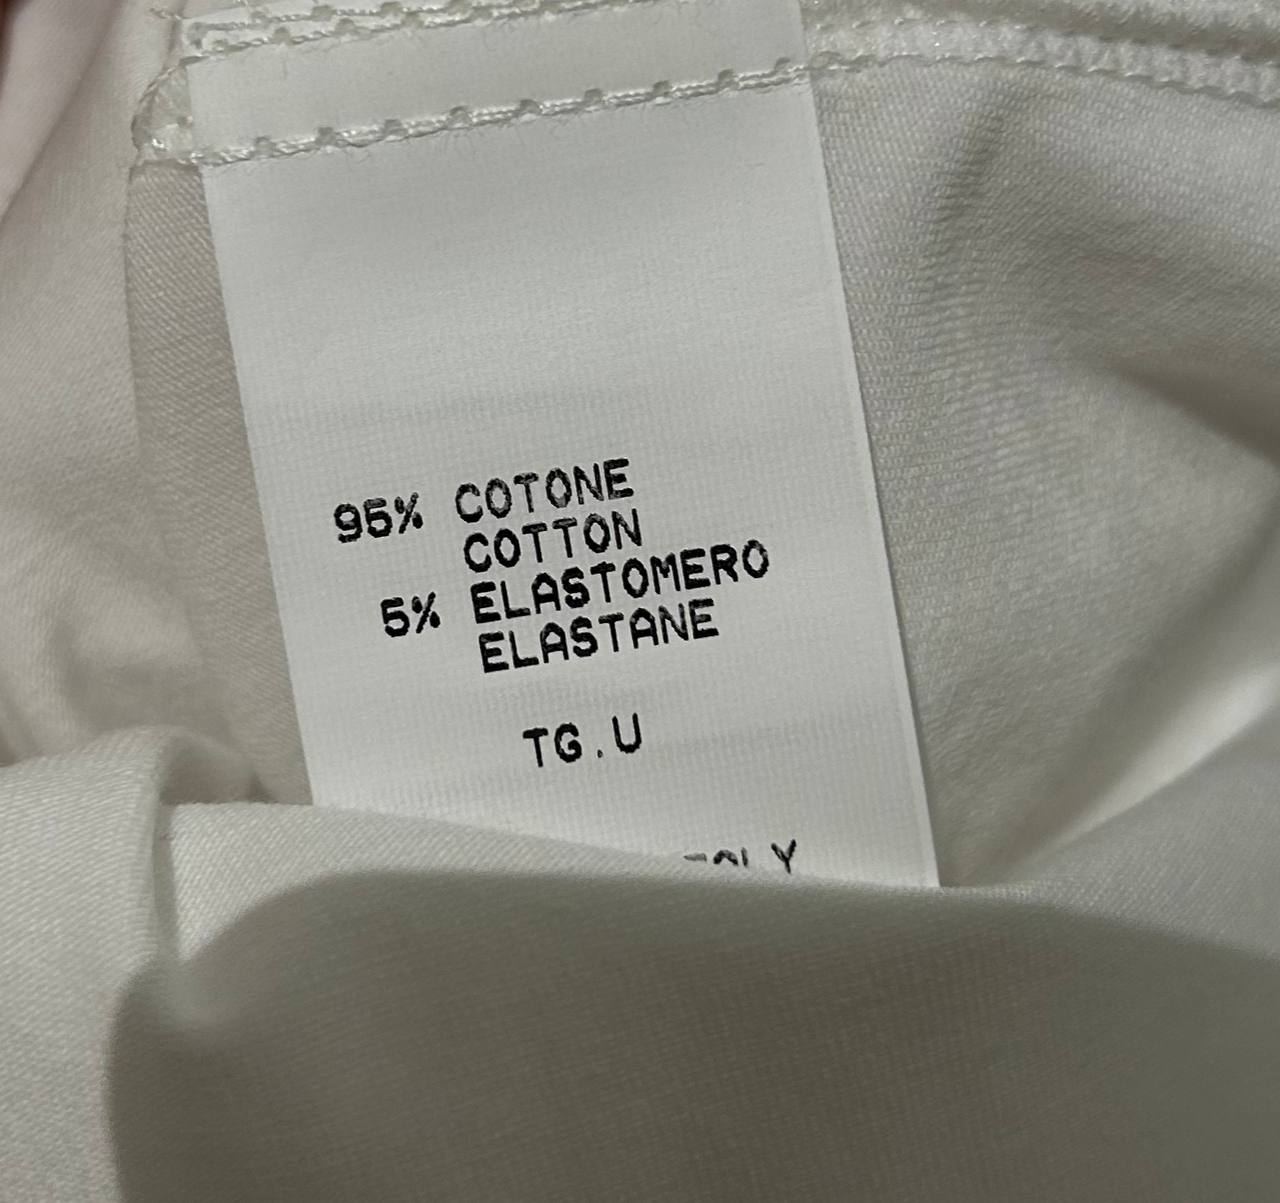 95% COTONE
COTTON
5% ELASTOMERO
ELASTANE
TG.U